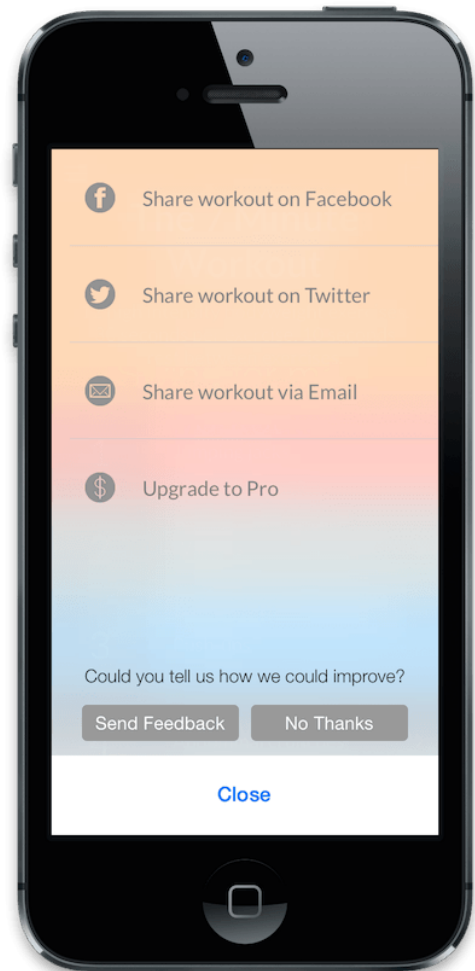 Share workout on Facebook
Share workout on Twitter
Share workout via Email
Upgrade to Pro
Could you tell us how we could improve?
Send Feedback
No Thanks
Close